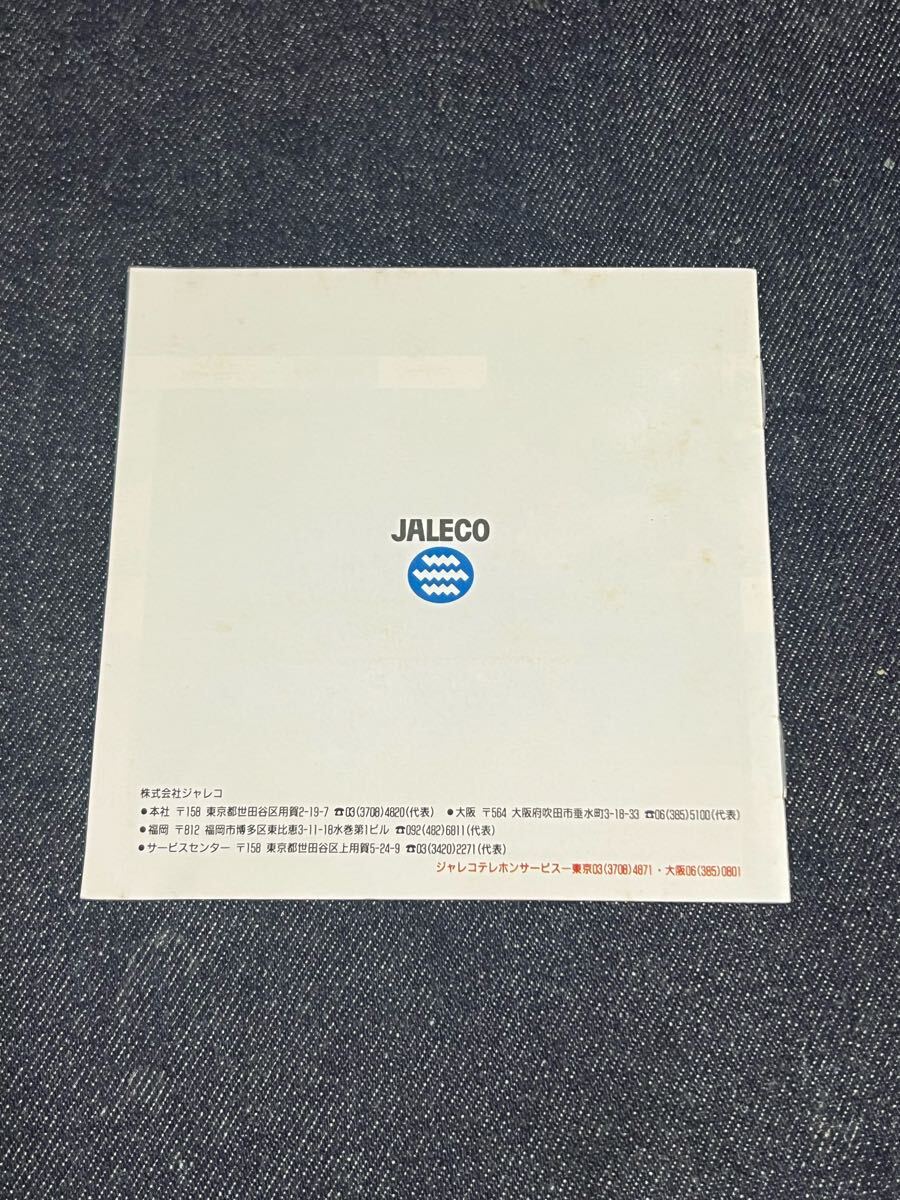 JALECO
株式会社ジャレコ
●本社 〒158 東京都世田谷区用賀2-19-7 ☎03(3708)4820(代表) ●大阪 〒564 大阪府吹田市垂水町3-18-33 ☎06(385)5100(代表)
●福岡 〒812 福岡市博多区東比恵3-11-18水巻第1ビル ☎092(482)6811(代表)
●サービスセンター 〒158 東京都世田谷区上用賀5-24-9 ☎03(3420)2271(代表)
ジャレコテレホンサービス─東京03(3708)4871・大阪06(385)0801